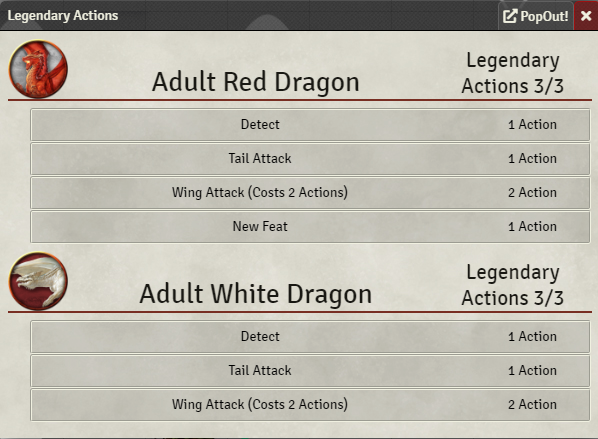 Legendary Actions
PopOut!
Adult Red Dragon
Legendary
Actions 3/3
Detect 1 Action
Tail Attack 1 Action
Wing Attack (Costs 2 Actions) 2 Action
New Feat 1 Action
Adult White Dragon
Legendary
Actions 3/3
Detect 1 Action
Tail Attack 1 Action
Wing Attack (Costs 2 Actions) 2 Action